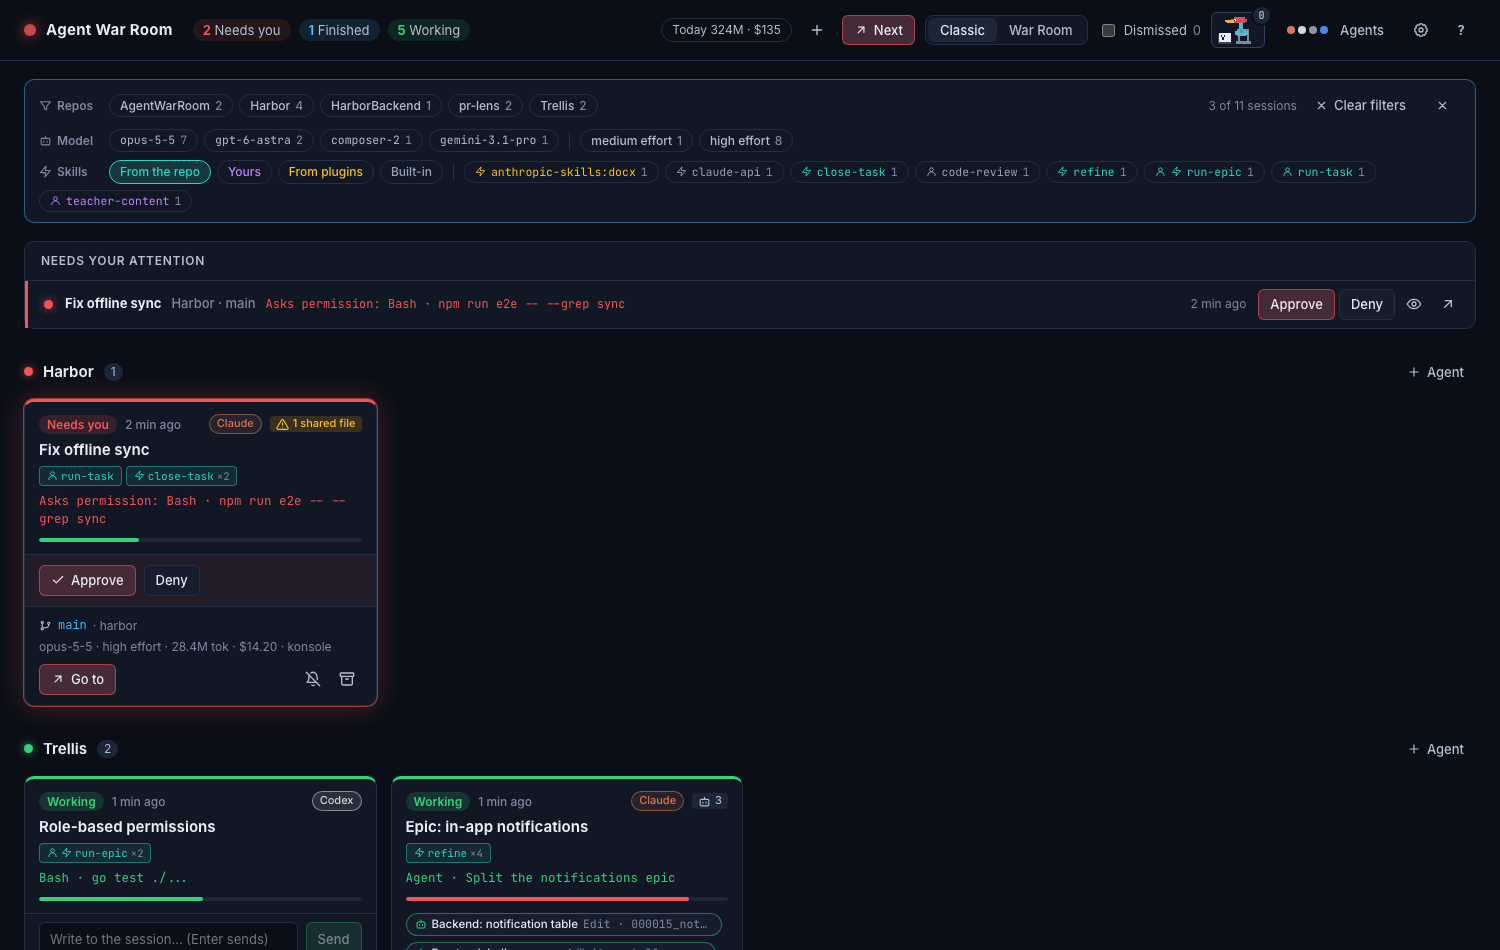 Agent War Room 2 Needs you 1 Finished 5 Working Today 324M · $135 Next Classic War Room Dismissed 0 0 Agents ?
Repos AgentWarRoom 2 Harbor 4 HarborBackend 1 pr-lens 2 Trellis 2 3 of 11 sessions Clear filters
Model opus-5-5 7 gpt-6-astra 2 composer-2 1 gemini-3.1-pro 1 medium effort 1 high effort 8
Skills From the repo Yours From plugins Built-in anthropic-skills:docx 1 claude-api 1 close-task 1 code-review 1 refine 1 run-epic 1 run-task 1
teacher-content 1
NEEDS YOUR ATTENTION
Fix offline sync Harbor · main Asks permission: Bash · npm run e2e -- --grep sync 2 min ago Approve Deny
Harbor 1 + Agent
Needs you 2 min ago Claude 1 shared file
Fix offline sync
run-task close-task ×2
Asks permission: Bash · npm run e2e -- --
grep sync
Approve Deny
main · harbor
opus-5-5 · high effort · 28.4M tok · $14.20 · konsole
Go to
Trellis 2 + Agent
Working 1 min ago Codex
Role-based permissions
run-epic ×2
Bash · go test ./...
Write to the session... (Enter sends) Send
Working 1 min ago Claude 3
Epic: in-app notifications
refine ×4
Agent · Split the notifications epic
Backend: notification table Edit · 000015_not…